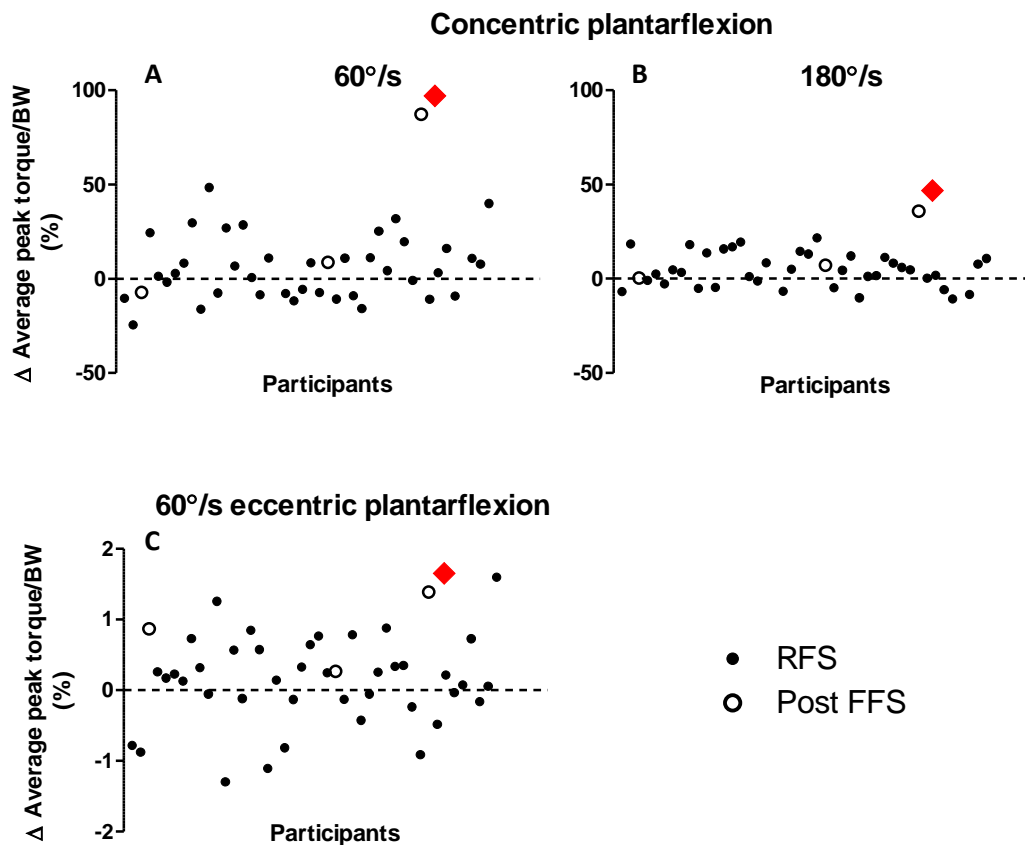 Concentric plantarflexion
A
60°/s
B
180°/s
Δ Average peak torque/BW
(%)
100
50
0
-50
Participants
100
50
0
-50
Participants
60°/s eccentric plantarflexion
C
Δ Average peak torque/BW
(%)
2
1
0
-1
-2
Participants
RFS
Post FFS